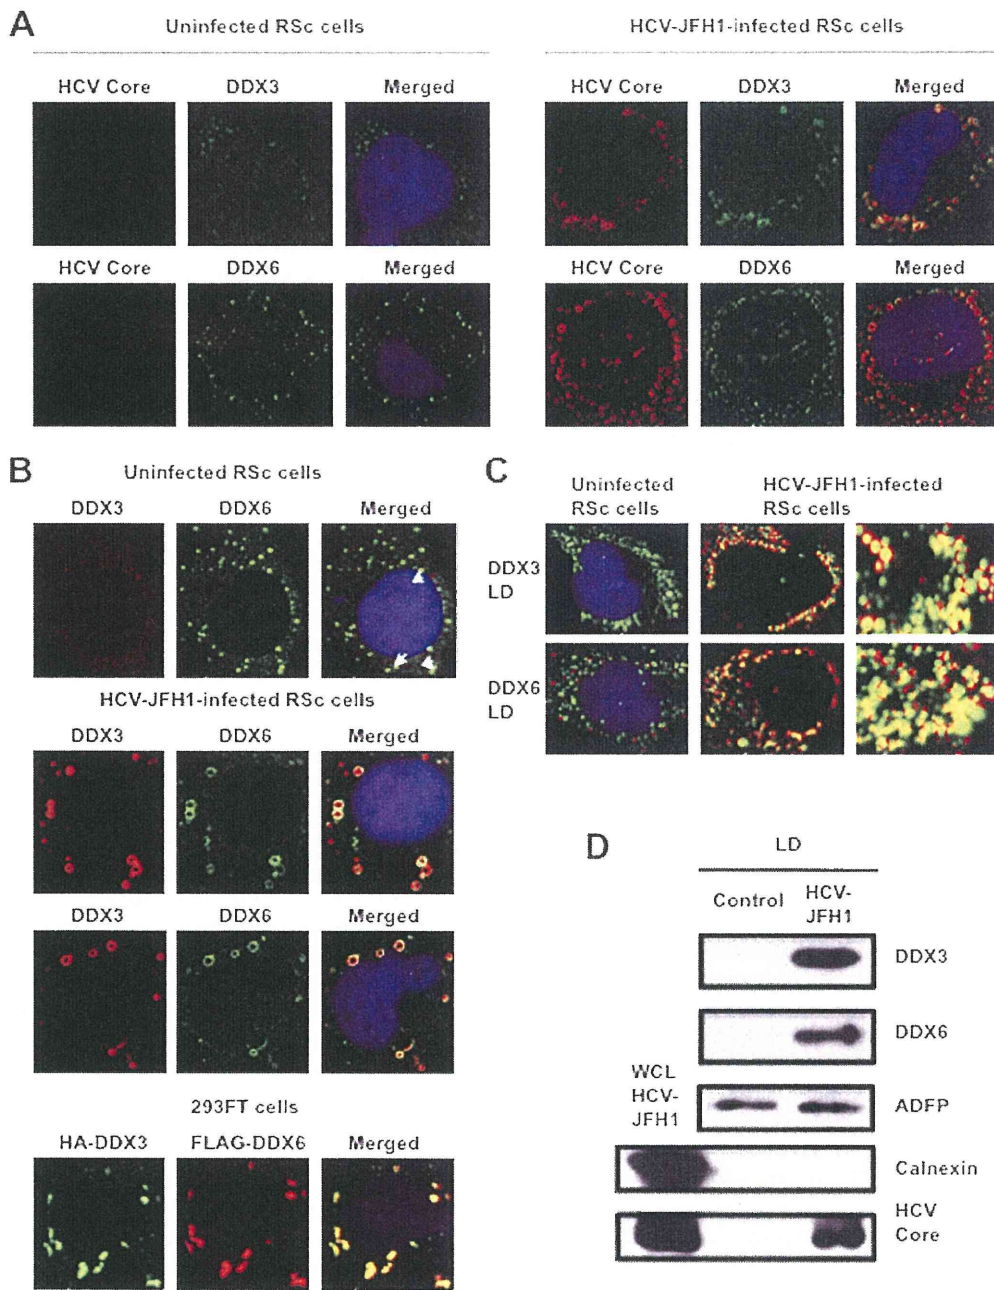 A
Uninfected RSc cells
HCV-JFH1-infected RSc cells
HCV Core DDX3 Merged
HCV Core DDX3 Merged
HCV Core DDX6 Merged
HCV Core DDX6 Merged
B
Uninfected RSc cells
DDX3 DDX6 Merged
HCV-JFH1-infected RSc cells
DDX3 DDX6 Merged
DDX3 DDX6 Merged
293FT cells
HA-DDX3 FLAG-DDX6 Merged
C
Uninfected
RSc cells
HCV-JFH1-infected
RSc cells
DDX3
LD
DDX6
LD
D
LD
Control
HCV-
JFH1
DDX3
DDX6
WCL
HCV-
JFH1
ADFP
Calnexin
HCV
Core